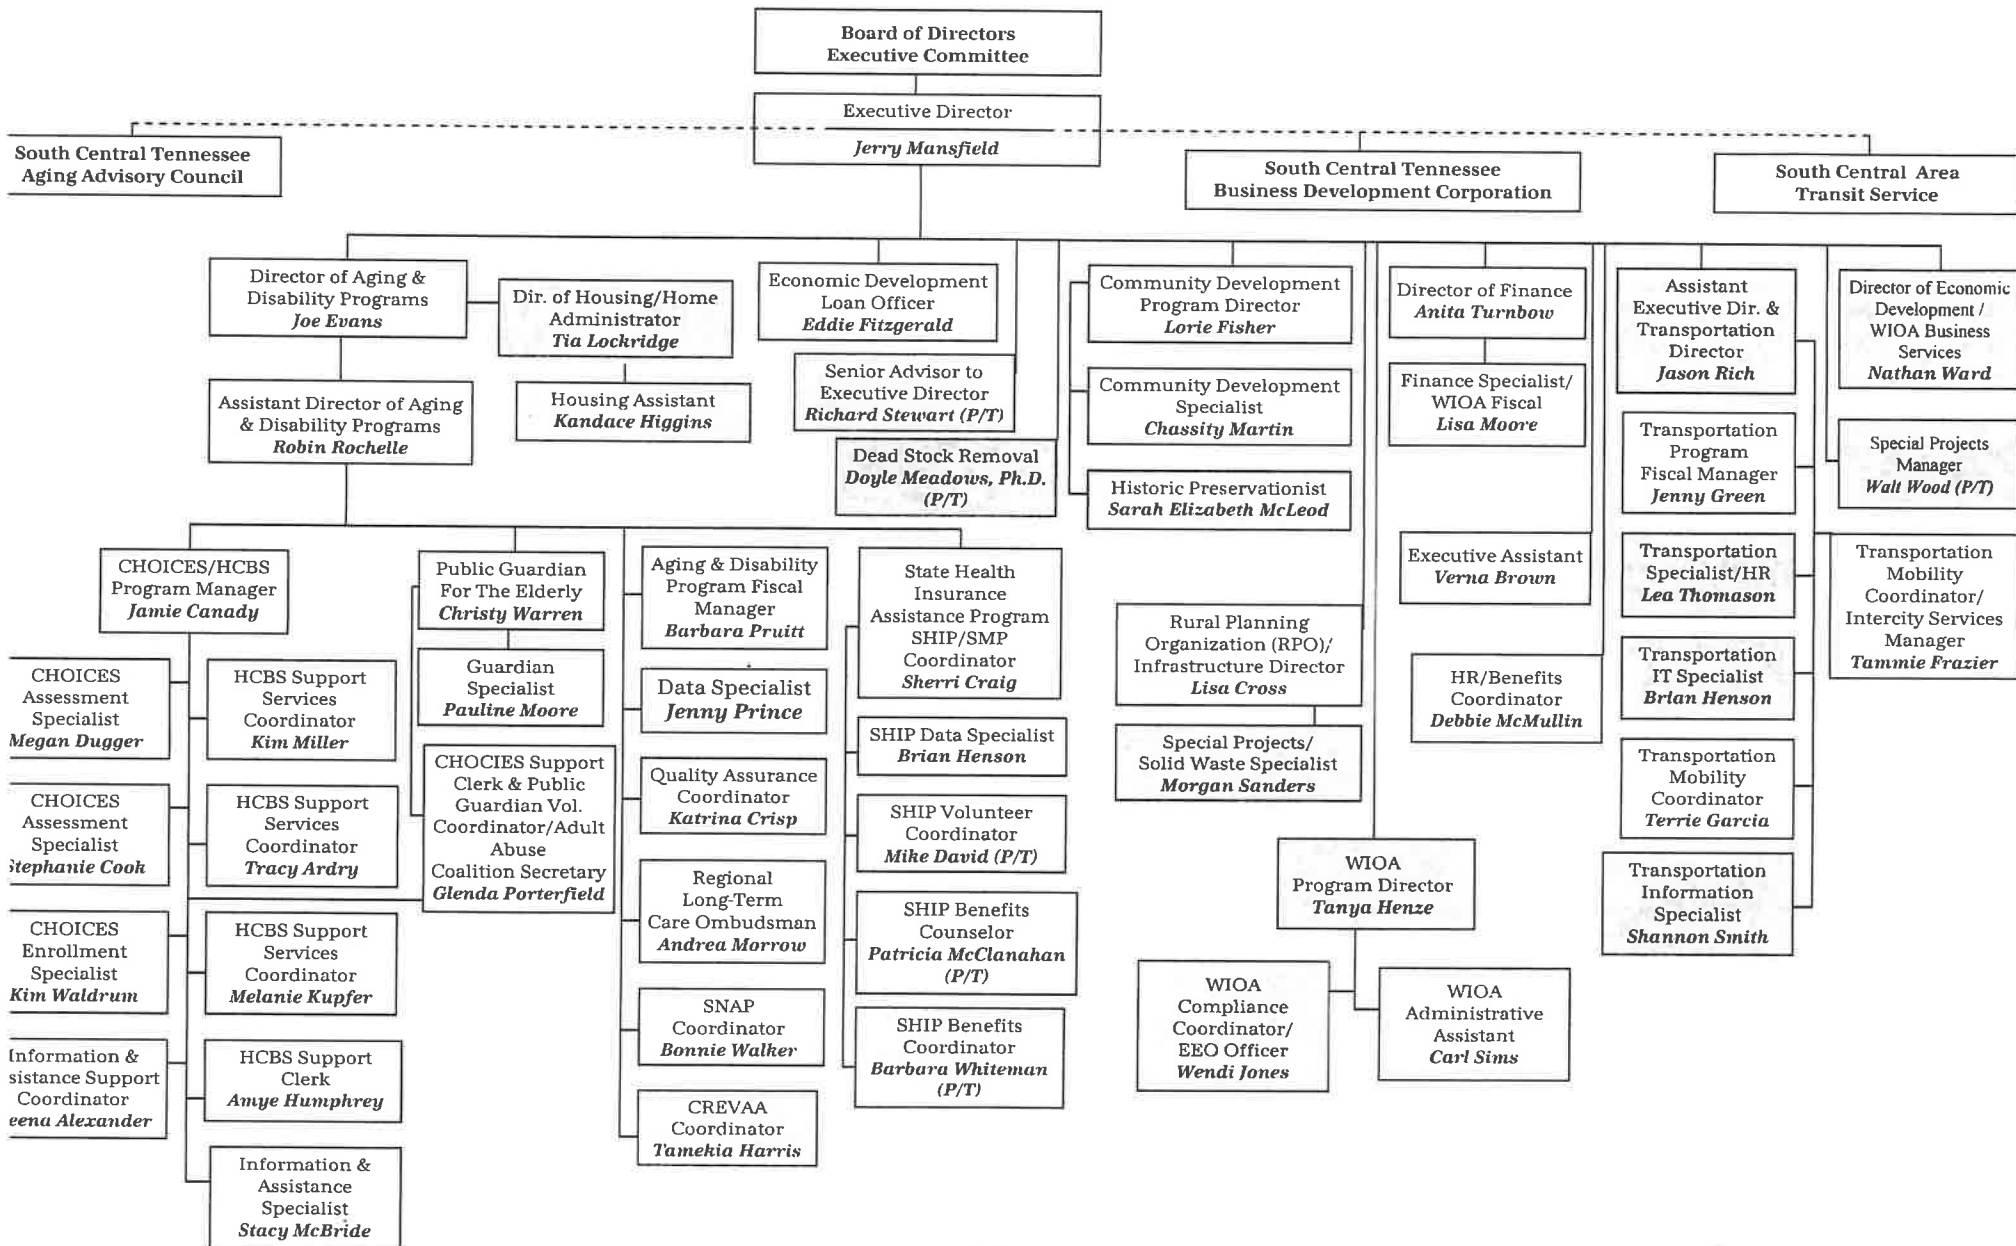 Board of Directors
Executive Committee
Executive Director
Jerry Mansfield
South Central Tennessee
Aging Advisory Council
South Central Tennessee
Business Development Corporation
South Central Area
Transit Service
Director of Aging &
Disability Programs
Joe Evans
Dir. of Housing/Home
Administrator
Tia Lockridge
Economic Development
Loan Officer
Eddie Fitzgerald
Community Development
Program Director
Lorie Fisher
Director of Finance
Anita Turnbow
Assistant
Executive Dir. &
Transportation
Director
Jason Rich
Director of Economic
Development /
WIOA Business
Services
Nathan Ward
Assistant Director of Aging
& Disability Programs
Robin Rochelle
Housing Assistant
Kandace Higgins
Senior Advisor to
Executive Director
Richard Stewart (P/T)
Dead Stock Removal
Doyle Meadows, Ph.D.
(P/T)
Community Development
Specialist
Chassity Martin
Historic Preservationist
Sarah Elizabeth McLeod
Finance Specialist/
WIOA Fiscal
Lisa Moore
Transportation
Program
Fiscal Manager
Jenny Green
Special Projects
Manager
Walt Wood (P/T)
CHOICES/HCBS
Program Manager
Jamie Canady
Public Guardian
For The Elderly
Christy Warren
Aging & Disability
Program Fiscal
Manager
Barbara Pruitt
State Health
Insurance
Assistance Program
SHIP/SMP
Coordinator
Sherri Craig
Executive Assistant
Verna Brown
Transportation
Specialist/HR
Lea Thomason
Transportation
Mobility
Coordinator/
Intercity Services
Manager
Tammie Frazier
Rural Planning
Organization (RPO)/
Infrastructure Director
Lisa Cross
HR/Benefits
Coordinator
Debbie McMullin
Transportation
IT Specialist
Brian Henson
CHOICES
Assessment
Specialist
Megan Dugger
HCBS Support
Services
Coordinator
Kim Miller
Guardian
Specialist
Pauline Moore
Data Specialist
Jenny Prince
SHIP Data Specialist
Brian Henson
Special Projects/
Solid Waste Specialist
Morgan Sanders
Transportation
Mobility
Coordinator
Terrie Garcia
CHOICES
Assessment
Specialist
Stephanie Cook
HCBS Support
Services
Coordinator
Tracy Ardry
CHOCIES Support
Clerk & Public
Guardian Vol.
Coordinator/Adult
Abuse
Coalition Secretary
Glenda Porterfield
Quality Assurance
Coordinator
Katrina Crisp
SHIP Volunteer
Coordinator
Mike David (P/T)
WIOA
Program Director
Tanya Henze
Transportation
Information
Specialist
Shannon Smith
CHOICES
Enrollment
Specialist
Kim Waldrum
HCBS Support
Services
Coordinator
Melanie Kupfer
Regional
Long-Term
Care Ombudsman
Andrea Morrow
SHIP Benefits
Counselor
Patricia McClanahan
(P/T)
WIOA
Compliance
Coordinator/
EEO Officer
Wendi Jones
WIOA
Administrative
Assistant
Carl Sims
Information &
sistance Support
Coordinator
eena Alexander
HCBS Support
Clerk
Amye Humphrey
SNAP
Coordinator
Bonnie Walker
SHIP Benefits
Coordinator
Barbara Whiteman
(P/T)
CREVAA
Coordinator
Tamekia Harris
Information &
Assistance
Specialist
Stacy McBride